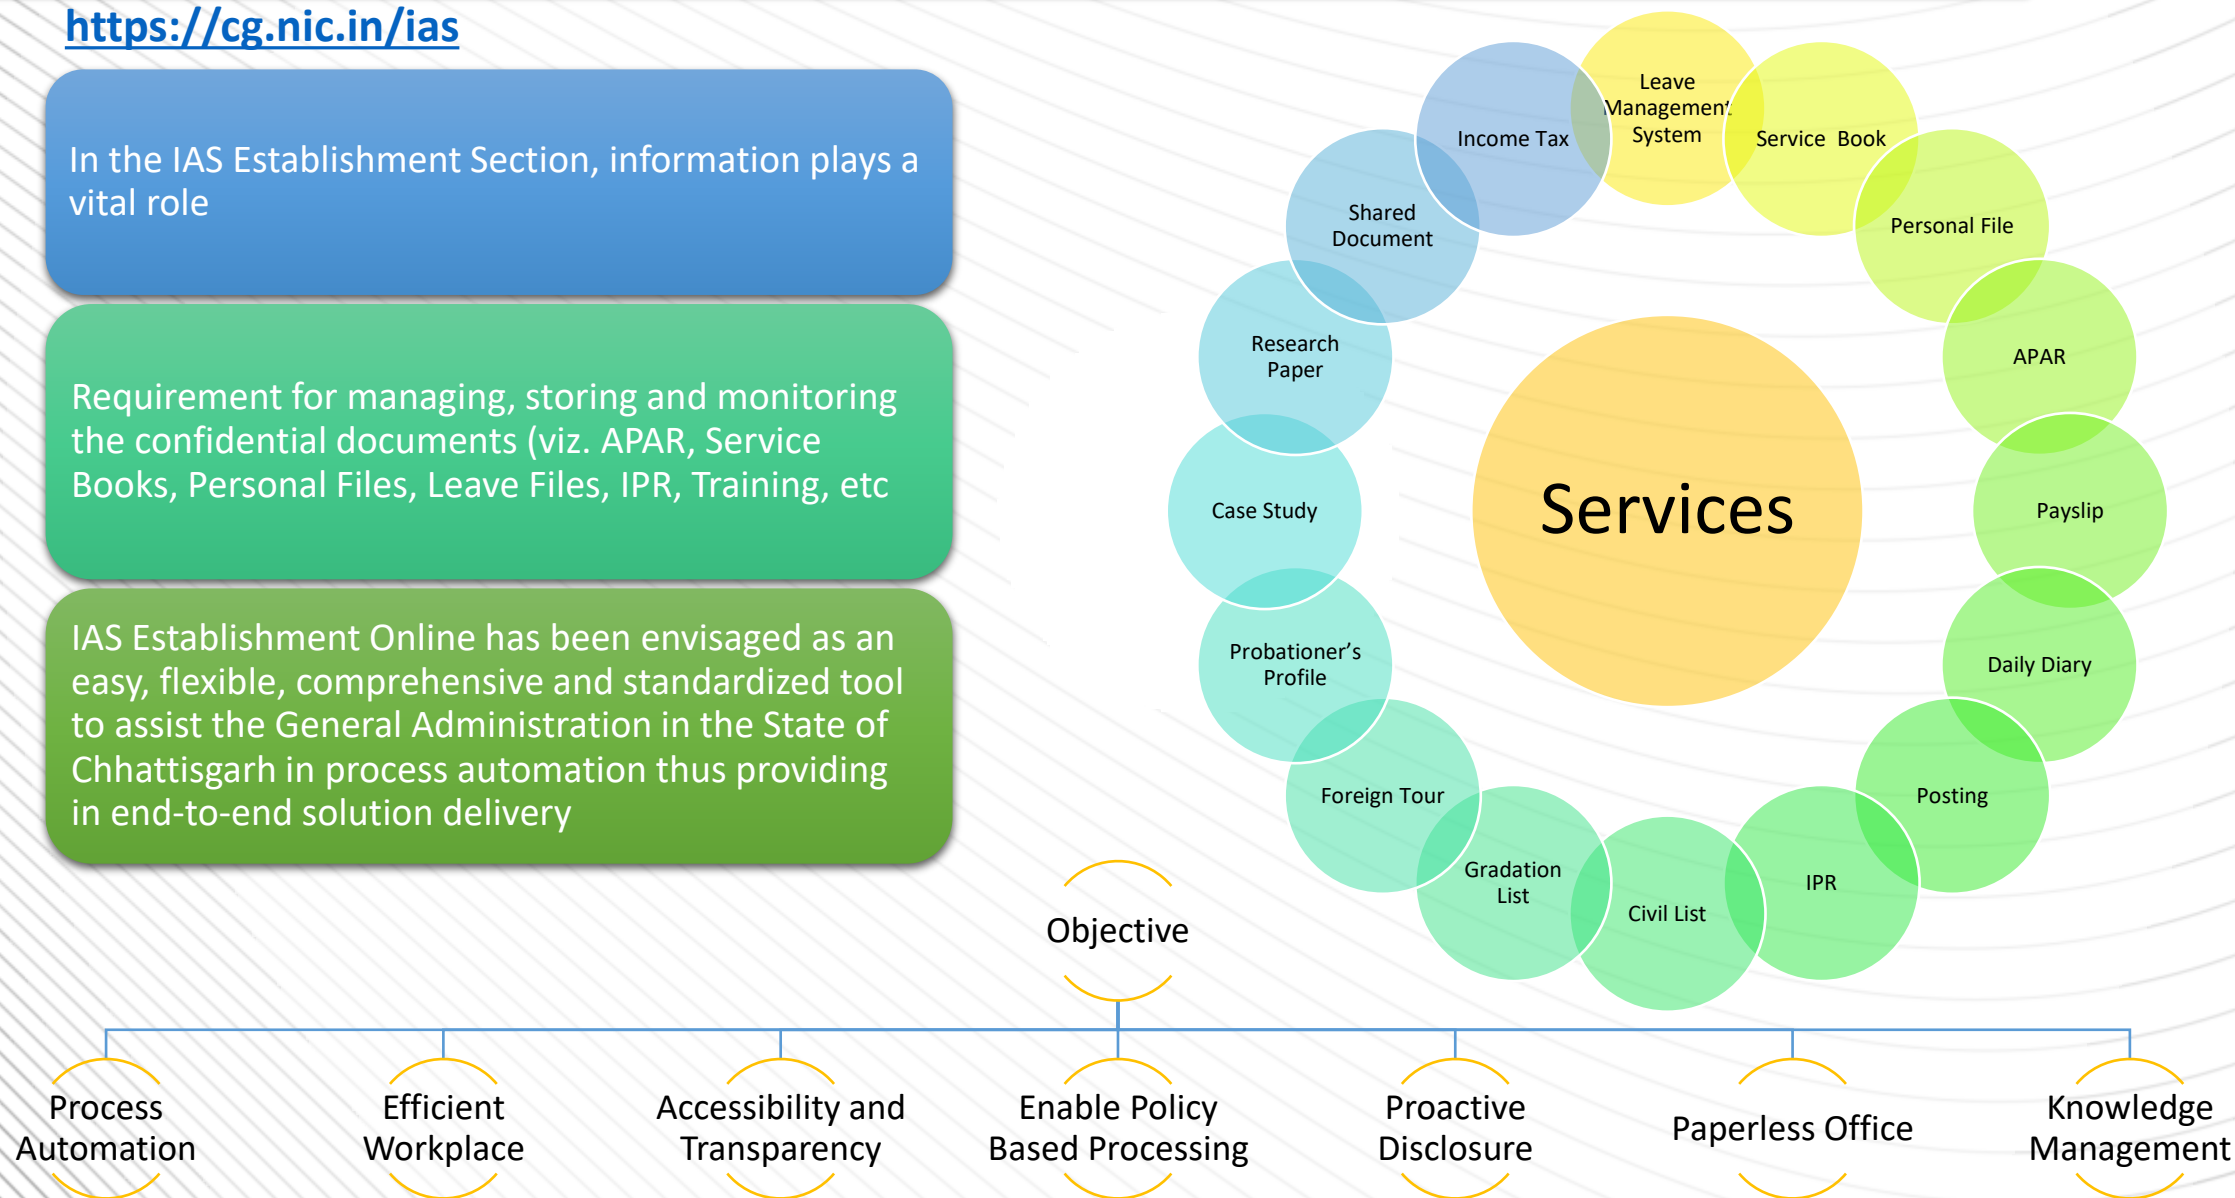 https://cg.nic.in/ias
In the IAS Establishment Section, information plays a
vital role
Requirement for managing, storing and monitoring
the confidential documents (viz. APAR, Service
Books, Personal Files, Leave Files, IPR, Training, etc
IAS Establishment Online has been envisaged as an
easy, flexible, comprehensive and standardized tool
to assist the General Administration in the State of
Chhattisgarh in process automation thus providing
in end-to-end solution delivery
Services
Leave
Management
System
Service Book
Personal File
APAR
Payslip
Daily Diary
Posting
IPR
Civil List
Gradation
List
Foreign Tour
Probationer’s
Profile
Case Study
Research
Paper
Shared
Document
Income Tax
Objective
Process
Automation
Efficient
Workplace
Accessibility and
Transparency
Enable Policy
Based Processing
Proactive
Disclosure
Paperless Office
Knowledge
Management